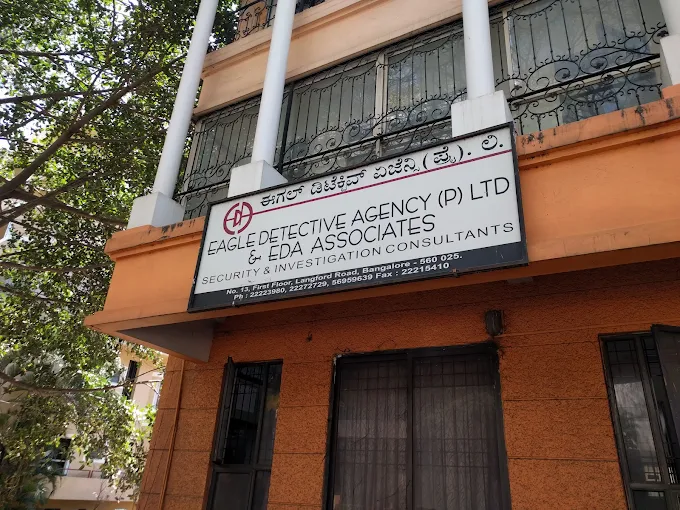 ಈಗಲ್ ಡಿಟೆಕ್ಟಿವ್ ಏಜೆನ್ಸಿ (ಪ್ರೈ). ಲಿ.
EAGLE DETECTIVE AGENCY (P) LTD
& EDA ASSOCIATES
SECURITY & INVESTIGATION CONSULTANTS
No. 13, First Floor, Langford Road, Bangalore - 560 025.
Ph : 22223980, 22272729, 56959639 Fax : 22215410